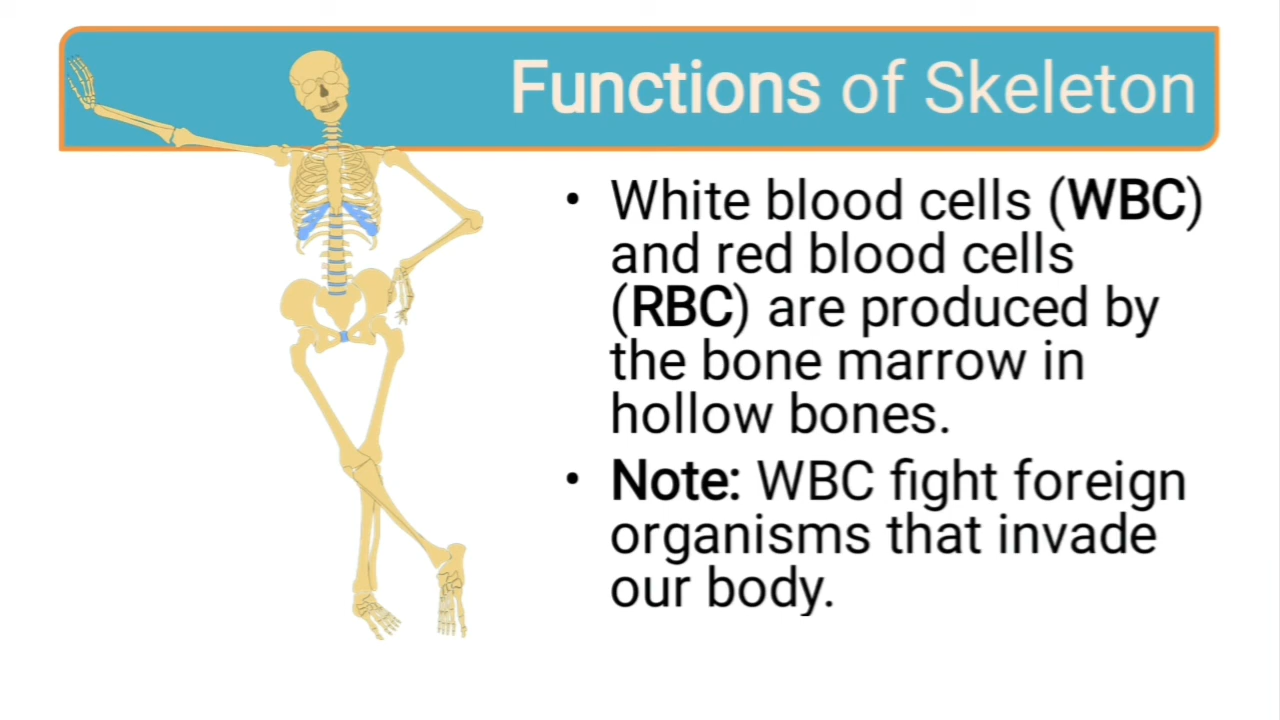 Functions of Skeleton
• White blood cells (WBC)
and red blood cells
(RBC) are produced by
the bone marrow in
hollow bones.
• Note: WBC fight foreign
organisms that invade
our body.